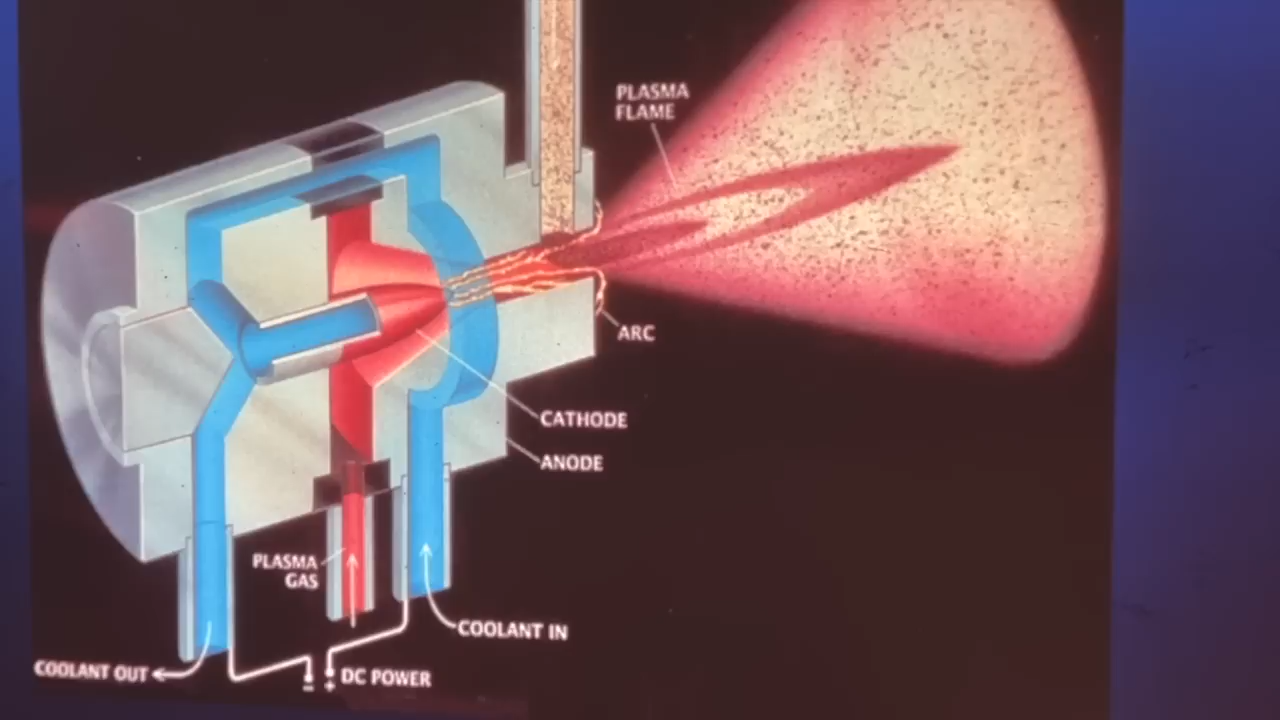 PLASMA
FLAME
ARC
CATHODE
ANODE
PLASMA
GAS
COOLANT IN
COOLANT OUT
- + DC POWER